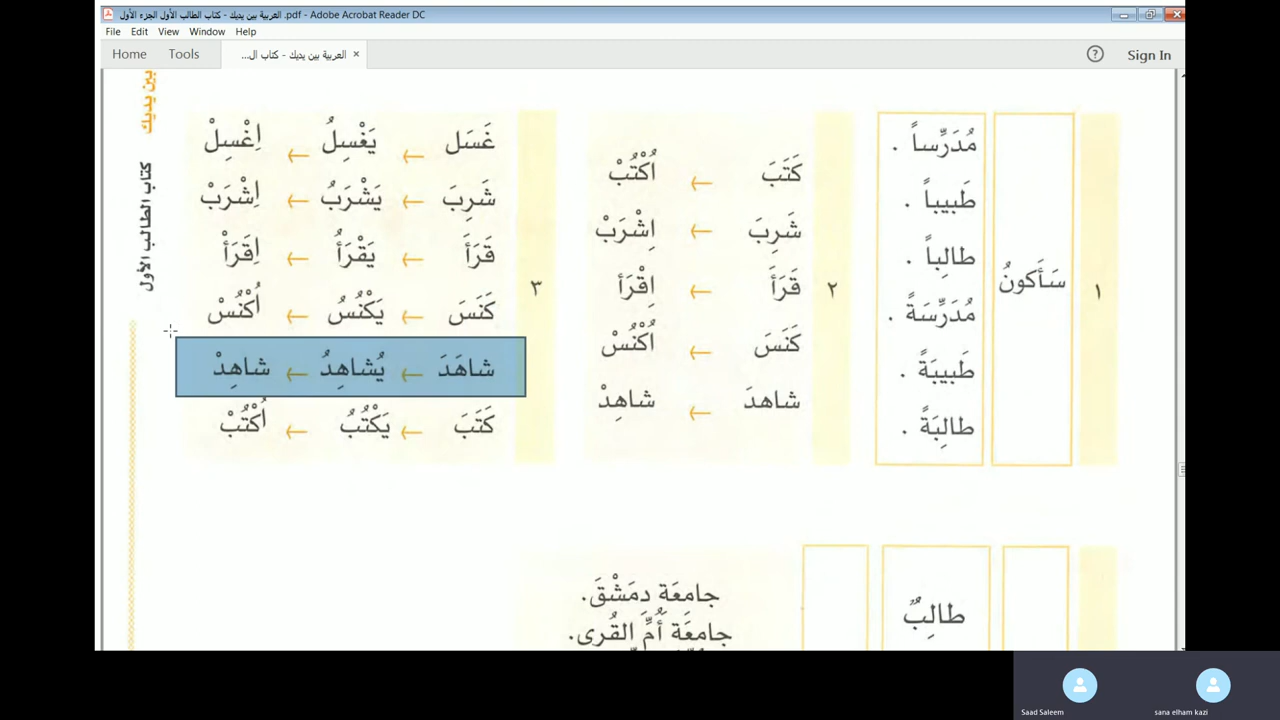 العربية بين يديك - كتاب الطالب الأول الجزء الأول .pdf - Adobe Acrobat Reader DC
File Edit View Window Help
Home Tools العربية بين يديك - كتاب ال... × ? Sign In
١
سَأَكونُ
مُدَرِّساً .
طَبيباً .
طالِباً .
مُدَرِّسَةً .
طَبيبَةً .
طالِبَةً .
٢
كَتَبَ ← اُكْتُبْ
شَرِبَ ← اِشْرَبْ
قَرَأَ ← اِقْرَأ
كَنَسَ ← اُكْنُسْ
شاهدَ ← شاهِدْ
٣
غَسَل ← يَغْسِلُ ← اِغْسِلْ
شَرِبَ ← يَشْرَبُ ← اِشْرَبْ
قَرَأَ ← يَقْرَأُ ← اِقَرَأْ
كَنَسَ ← يَكْنُسُ ← اُكْنُسْ
شاهَدَ ← يُشاهِدُ ← شاهِدْ
كَتَبَ ← يَكْتُبُ ← اُكْتُبْ
بين يديك
كتاب الطالب الأول
طالِبٌ
جامعَة دِمَشْقَ.
جامعَة أُمِّ القُرى.
Saad Saleem
sana elham kazi